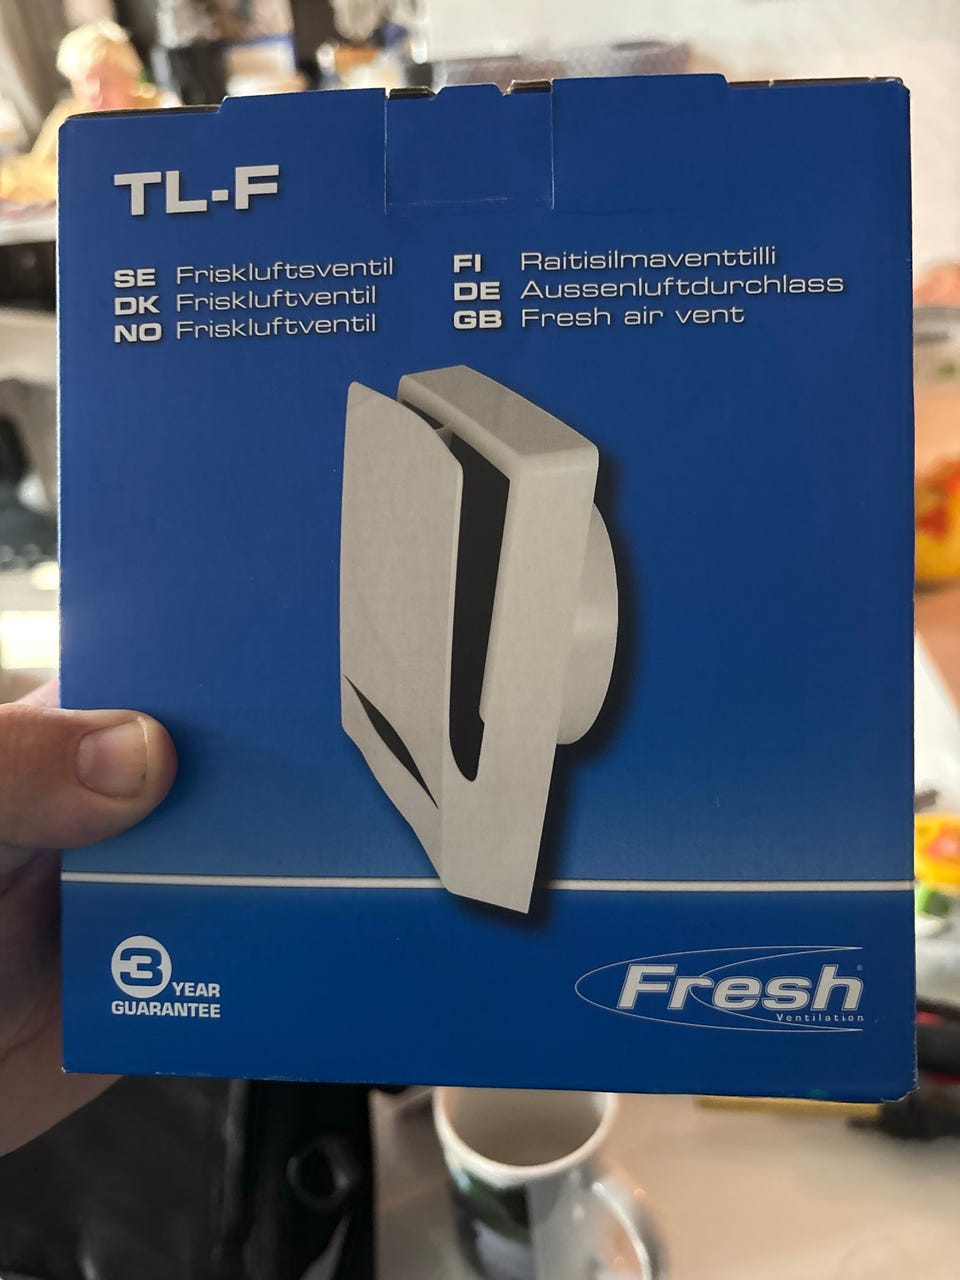 TL-F
SE Friskluftsventil
DK Friskluftventil
NO Friskluftventil
FI Raitisilmaventtilli
DE Aussenluftdurchlass
GB Fresh air vent
3 YEAR
GUARANTEE
Fresh®
Ventilation